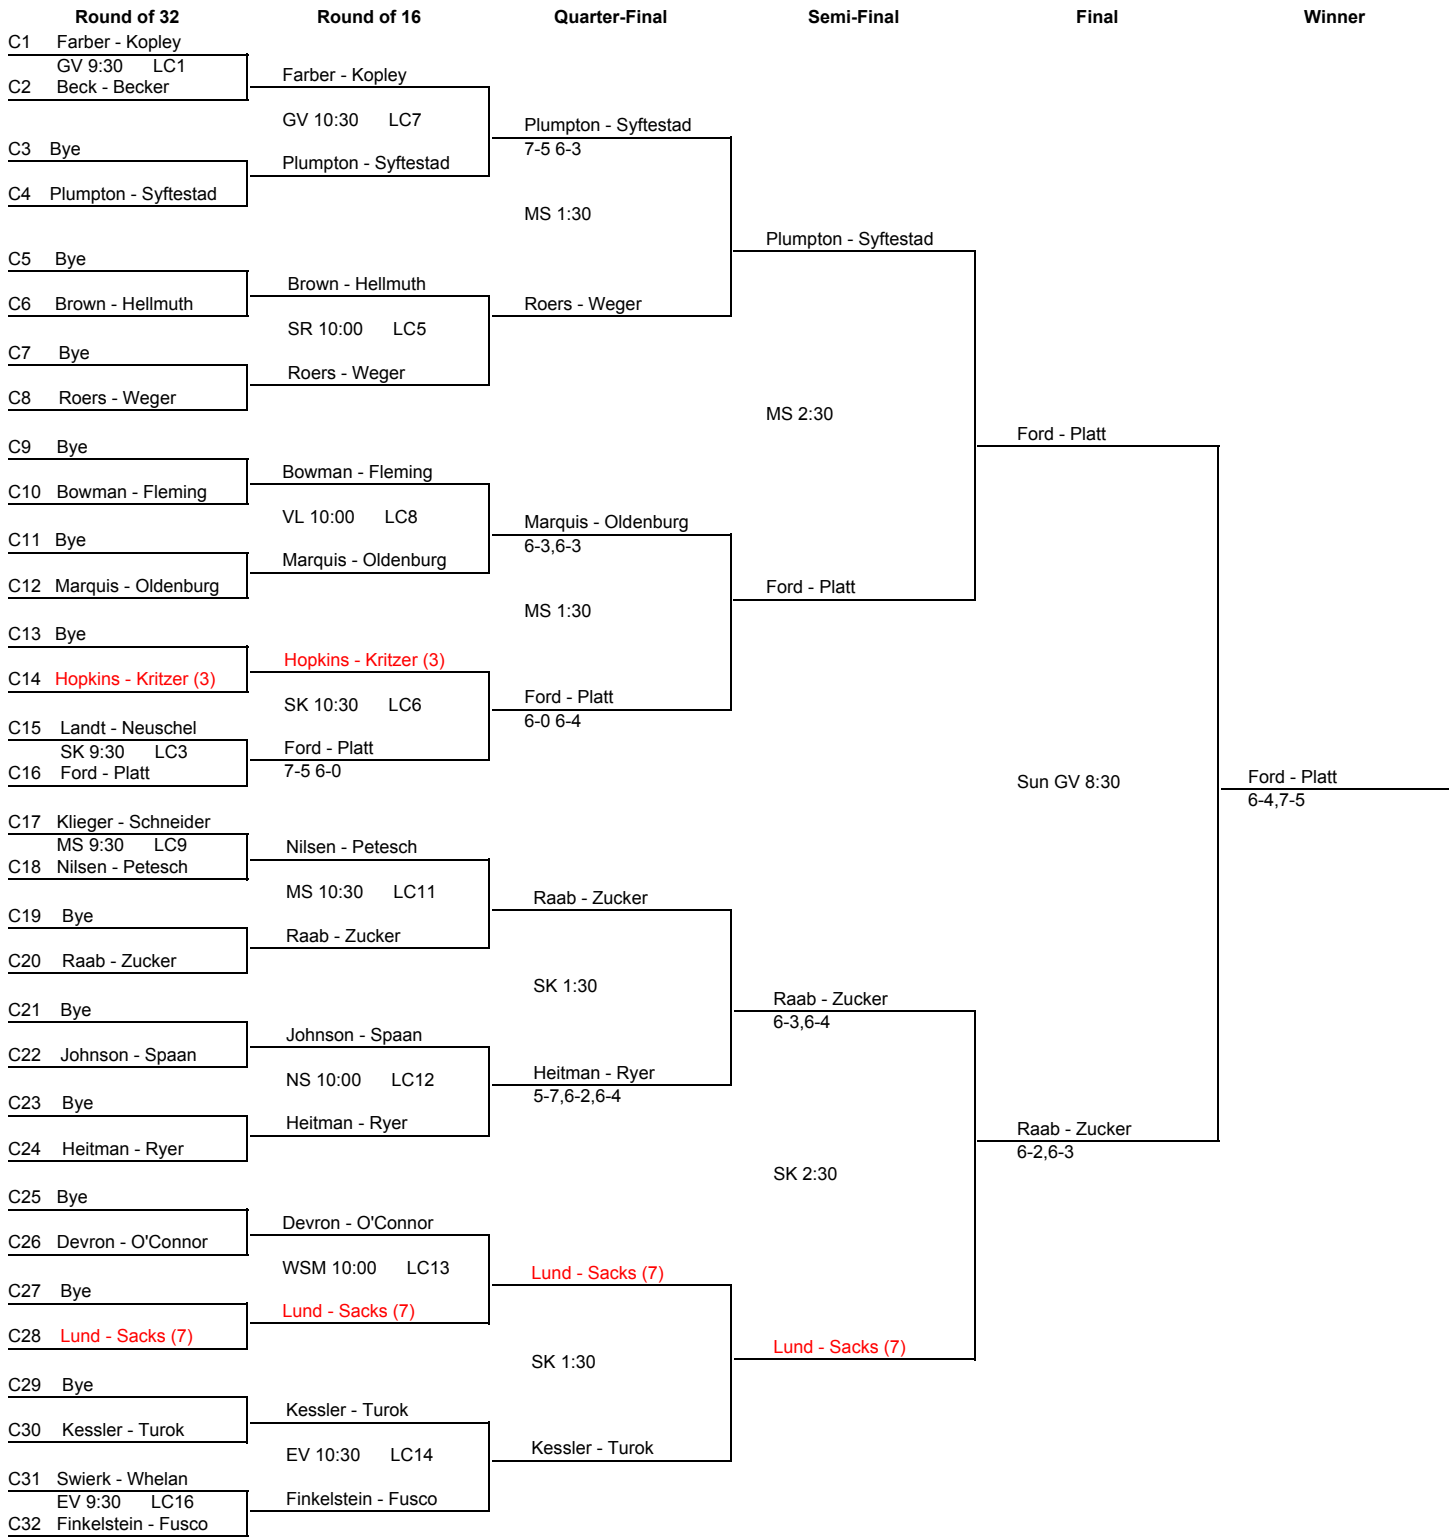 Round of 32 Round of 16 Quarter-Final Semi-Final Final Winner
C1 Farber - Kopley
GV 9:30 LC1
C2 Beck - Becker
C3 Bye
C4 Plumpton - Syftestad
C5 Bye
C6 Brown - Hellmuth
C7 Bye
C8 Roers - Weger
C9 Bye
C10 Bowman - Fleming
C11 Bye
C12 Marquis - Oldenburg
C13 Bye
C14 Hopkins - Kritzer (3)
C15 Landt - Neuschel
SK 9:30 LC3
C16 Ford - Platt
C17 Klieger - Schneider
MS 9:30 LC9
C18 Nilsen - Petesch
C19 Bye
C20 Raab - Zucker
C21 Bye
C22 Johnson - Spaan
C23 Bye
C24 Heitman - Ryer
C25 Bye
C26 Devron - O'Connor
C27 Bye
C28 Lund - Sacks (7)
C29 Bye
C30 Kessler - Turok
C31 Swierk - Whelan
EV 9:30 LC16
C32 Finkelstein - Fusco
Farber - Kopley
GV 10:30 LC7
Plumpton - Syftestad
Brown - Hellmuth
SR 10:00 LC5
Roers - Weger
Bowman - Fleming
VL 10:00 LC8
Marquis - Oldenburg
Hopkins - Kritzer (3)
SK 10:30 LC6
Ford - Platt
7-5 6-0
Nilsen - Petesch
MS 10:30 LC11
Raab - Zucker
Johnson - Spaan
NS 10:00 LC12
Heitman - Ryer
Devron - O'Connor
WSM 10:00 LC13
Lund - Sacks (7)
Kessler - Turok
EV 10:30 LC14
Finkelstein - Fusco
Plumpton - Syftestad
7-5 6-3
MS 1:30
Roers - Weger
Marquis - Oldenburg
6-3,6-3
MS 1:30
Ford - Platt
6-0 6-4
Raab - Zucker
SK 1:30
Heitman - Ryer
5-7,6-2,6-4
Lund - Sacks (7)
SK 1:30
Kessler - Turok
Plumpton - Syftestad
MS 2:30
Ford - Platt
Raab - Zucker
6-3,6-4
SK 2:30
Lund - Sacks (7)
Ford - Platt
Sun GV 8:30
Raab - Zucker
6-2,6-3
Ford - Platt
6-4,7-5